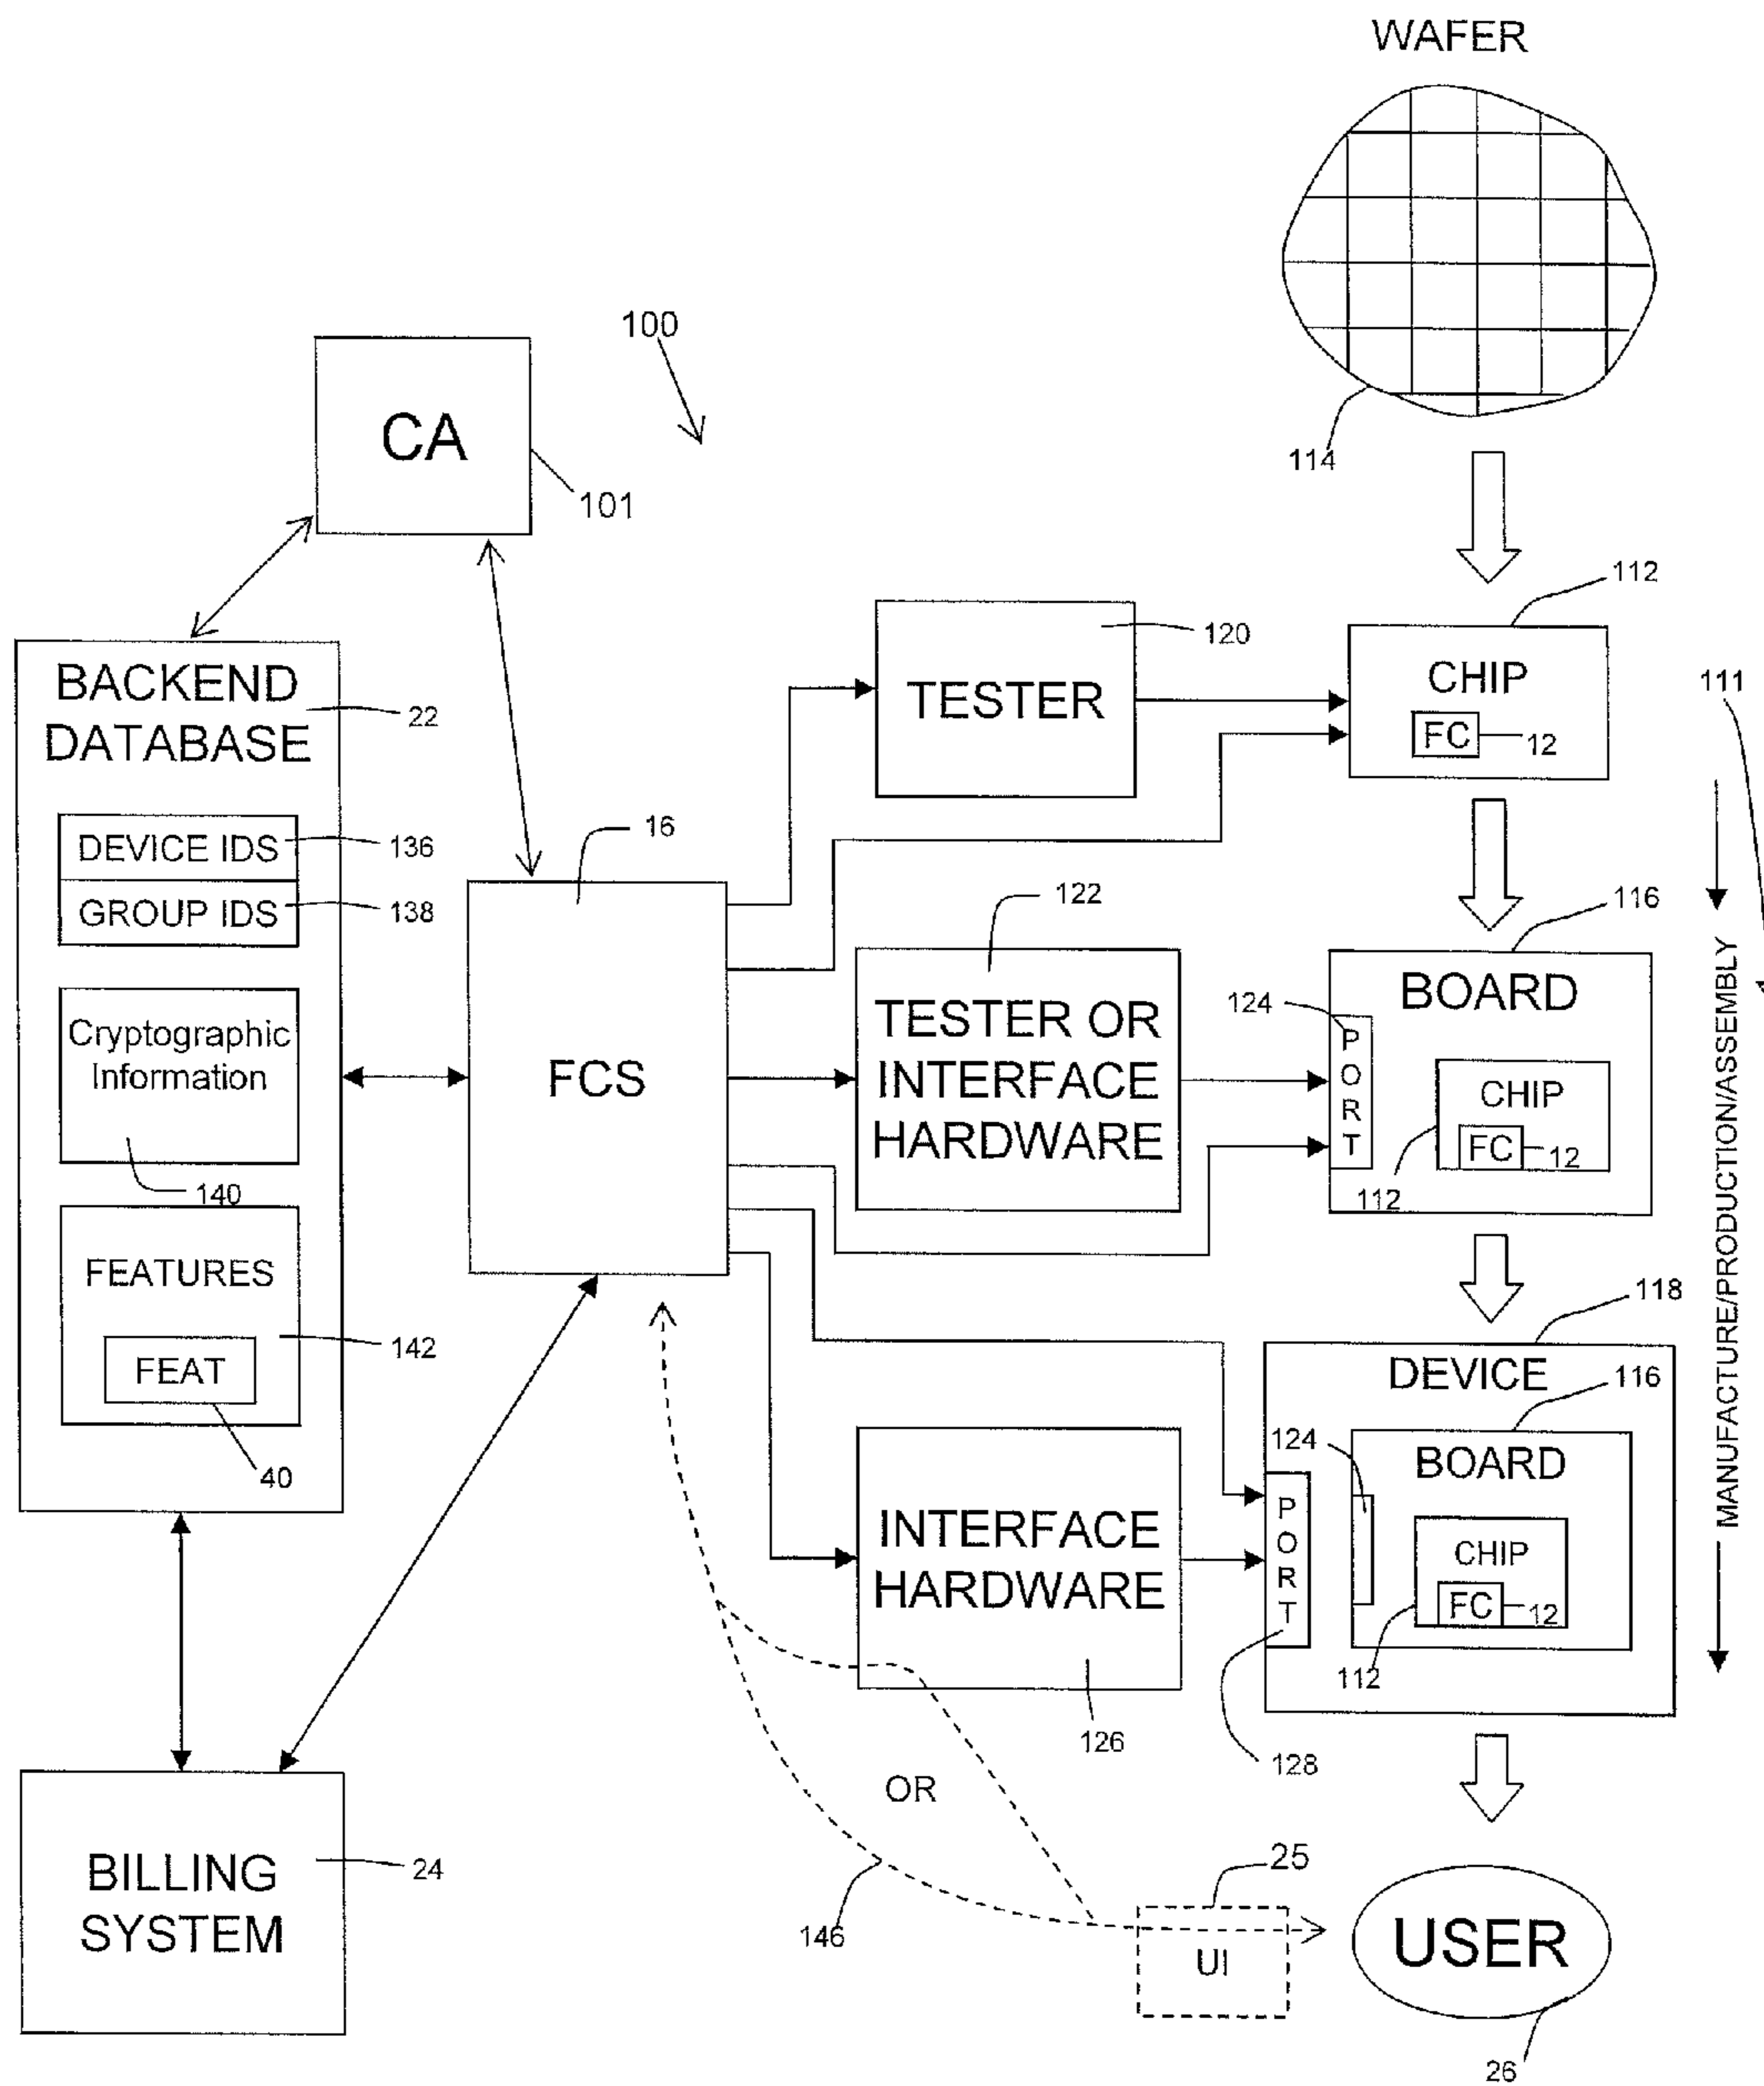 WAFER
114
100
CA
101
112
CHIP
FC
12
111
120
TESTER
BACKEND
DATABASE
22
DEVICE IDS
136
GROUP IDS
138
Cryptographic
Information
140
FEATURES
142
FEAT
40
16
FCS
122
TESTER OR
INTERFACE
HARDWARE
116
BOARD
124
PORT
CHIP
FC
12
112
MANUFACTURE/PRODUCTION/ASSEMBLY
118
DEVICE
116
BOARD
124
PORT
CHIP
FC
12
112
128
INTERFACE
HARDWARE
126
OR
146
25
UI
USER
26
BILLING
SYSTEM
24